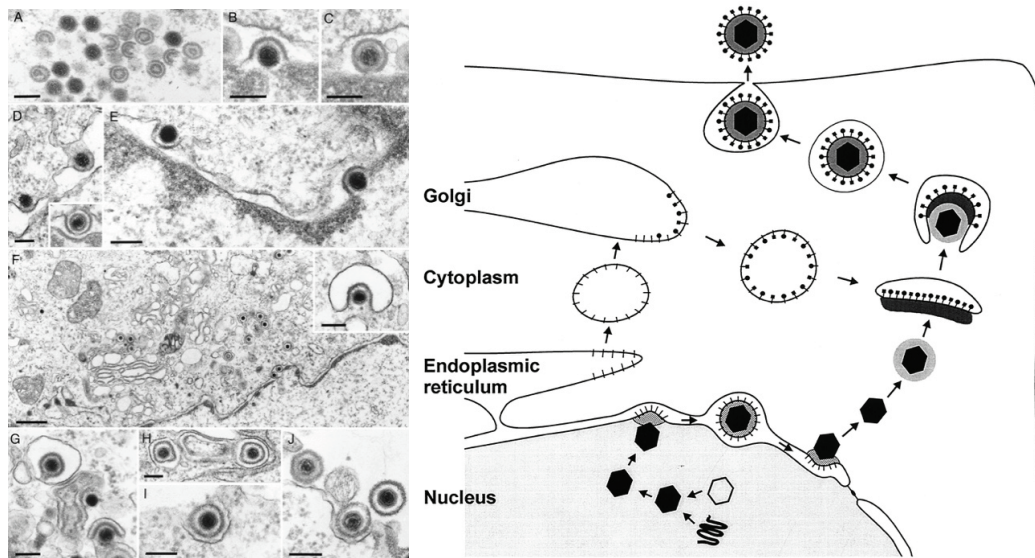 A
B
C
D
E
F
G
H
I
J
Golgi
Cytoplasm
Endoplasmic
reticulum
Nucleus